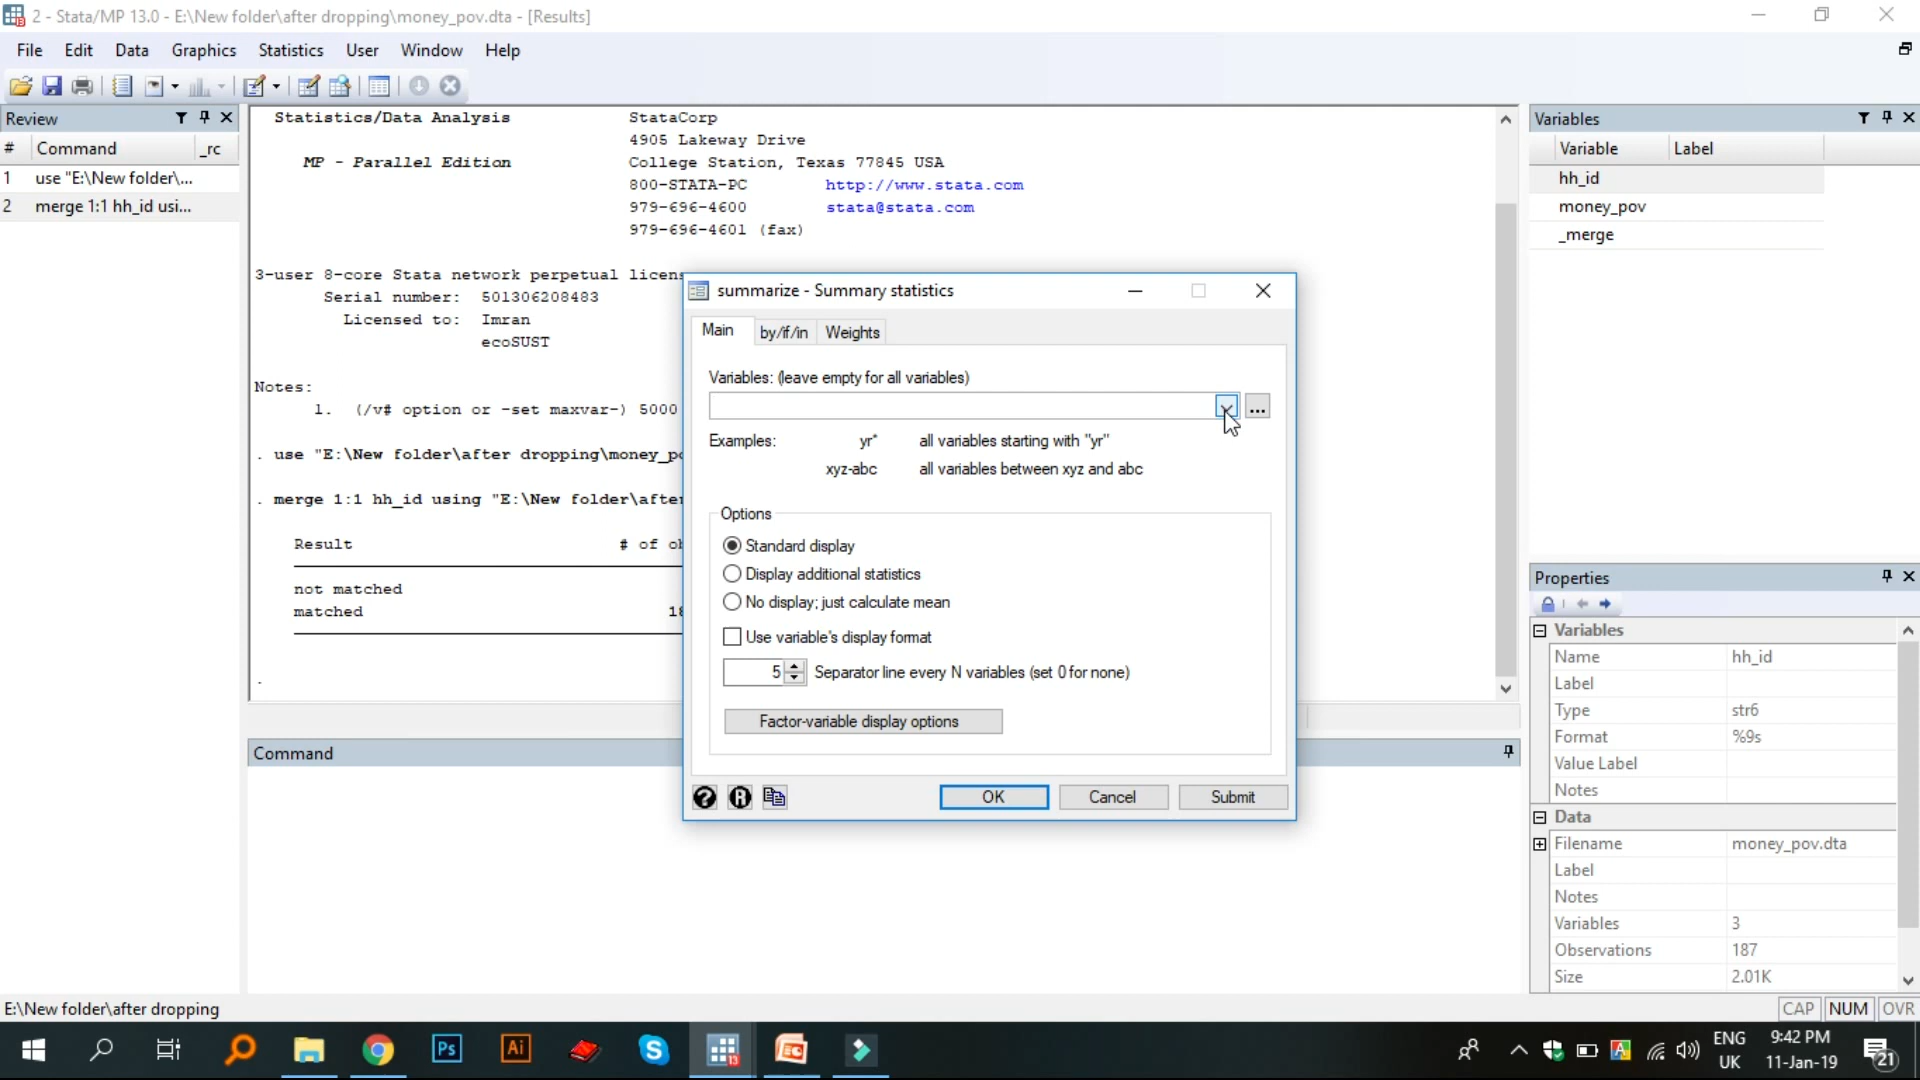 2 - Stata/MP 13.0 - E:\New folder\after dropping\money_pov.dta - [Results]
File Edit Data Graphics Statistics User Window Help
Review
# Command _rc
1 use "E:\New folder\...
2 merge 1:1 hh_id usi...
Statistics/Data Analysis StataCorp
4905 Lakeway Drive
MP - Parallel Edition College Station, Texas 77845 USA
800-STATA-PC http://www.stata.com
979-696-4600 stata@stata.com
979-696-4601 (fax)
3-user 8-core Stata network perpetual licens
Serial number: 501306208483
Licensed to: Imran
ecoSUST
Notes:
1. (/v# option or -set maxvar-) 5000
. use "E:\New folder\after dropping\money_po
. merge 1:1 hh_id using "E:\New folder\after
Result # of ob
not matched
matched 18
.
summarize - Summary statistics
Main by/if/in Weights
Variables: (leave empty for all variables)
...
Examples: yr* all variables starting with "yr"
xyz-abc all variables between xyz and abc
Options
Standard display
Display additional statistics
No display; just calculate mean
Use variable's display format
5 Separator line every N variables (set 0 for none)
Factor-variable display options
OK Cancel Submit
Command
Variables
Variable Label
hh_id
money_pov
_merge
Properties
Variables
Name hh_id
Label
Type str6
Format %9s
Value Label
Notes
Data
Filename money_pov.dta
Label
Notes
Variables 3
Observations 187
Size 2.01K
E:\New folder\after dropping
CAP NUM OVR
Ps Ai S 13
A ENG 9:42 PM
UK 11-Jan-19 21